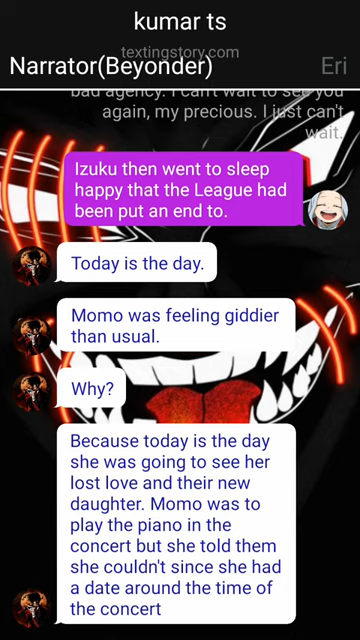 kumar ts
textingstory.com
Narrator(Beyonder) Eri
bad agency. I can't wait to see you
again, my precious. I just can't
wait.
Izuku then went to sleep
happy that the League had
been put an end to.
Today is the day.
Momo was feeling giddier
than usual.
Why?
Because today is the day
she was going to see her
lost love and their new
daughter. Momo was to
play the piano in the
concert but she told them
she couldn't since she had
a date around the time of
the concert